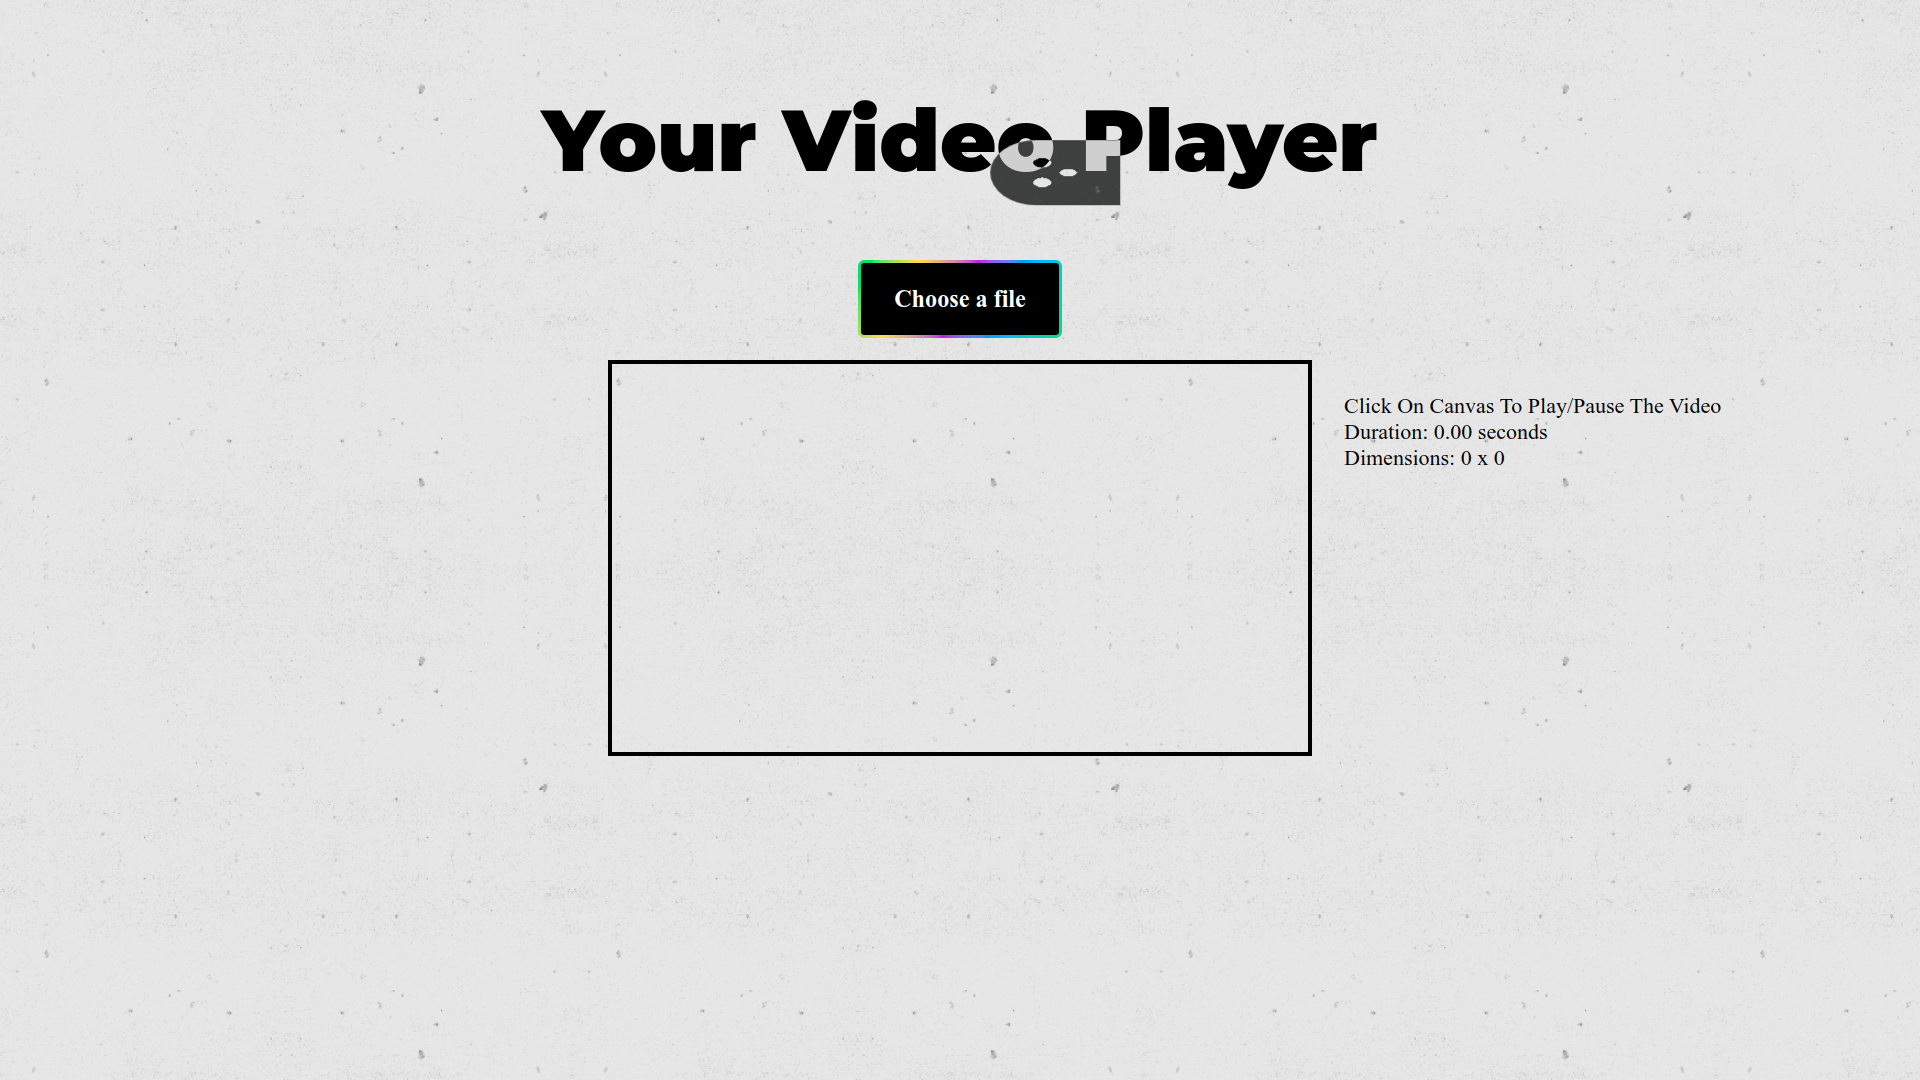 Your Video Player
Choose a file
Click On Canvas To Play/Pause The Video
Duration: 0.00 seconds
Dimensions: 0 x 0